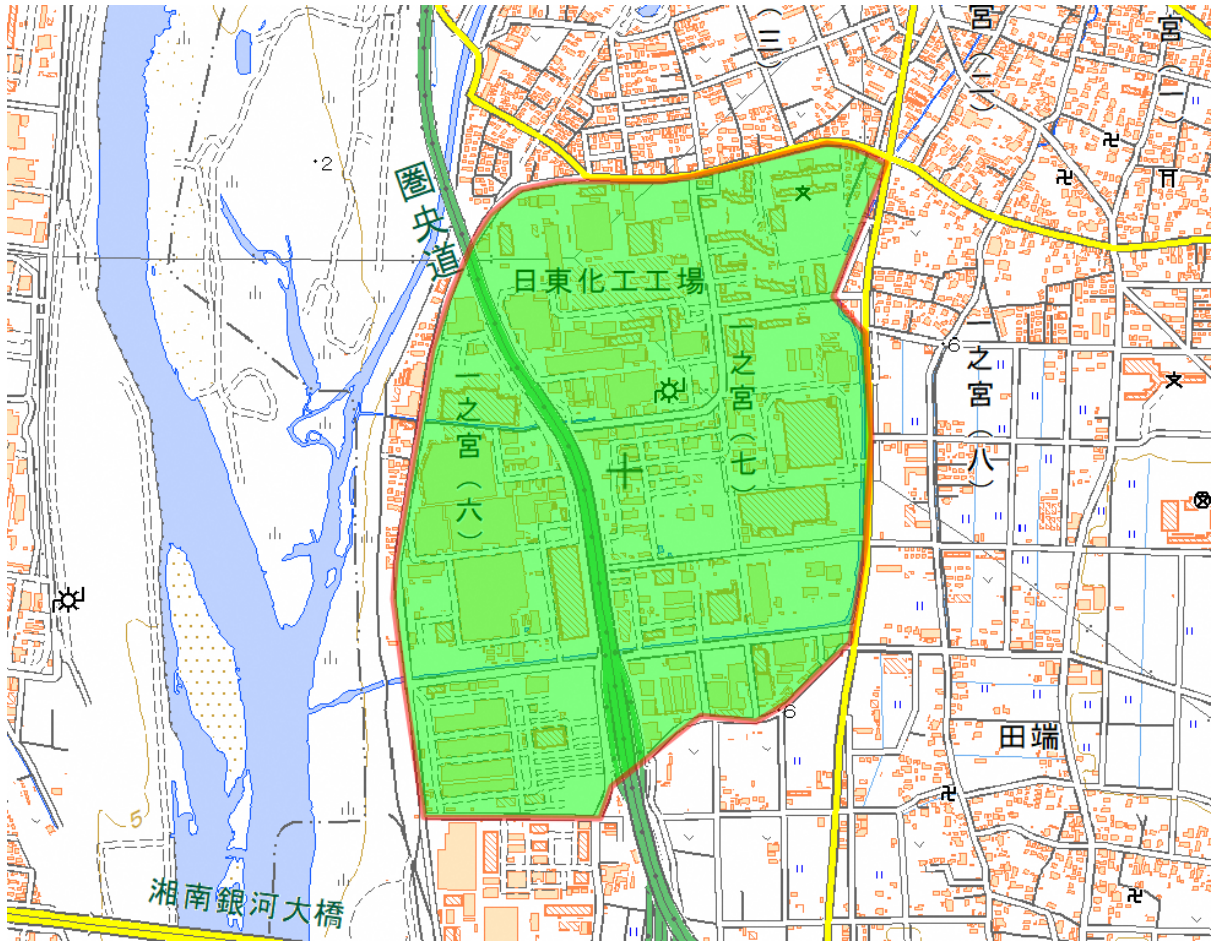 宮(二)
(三)
宮(一)
2
圏央道
日東化工工場
一之宮(六)
一之宮(七)
6
一之宮(八)
6
田端
5
湘南銀河大橋